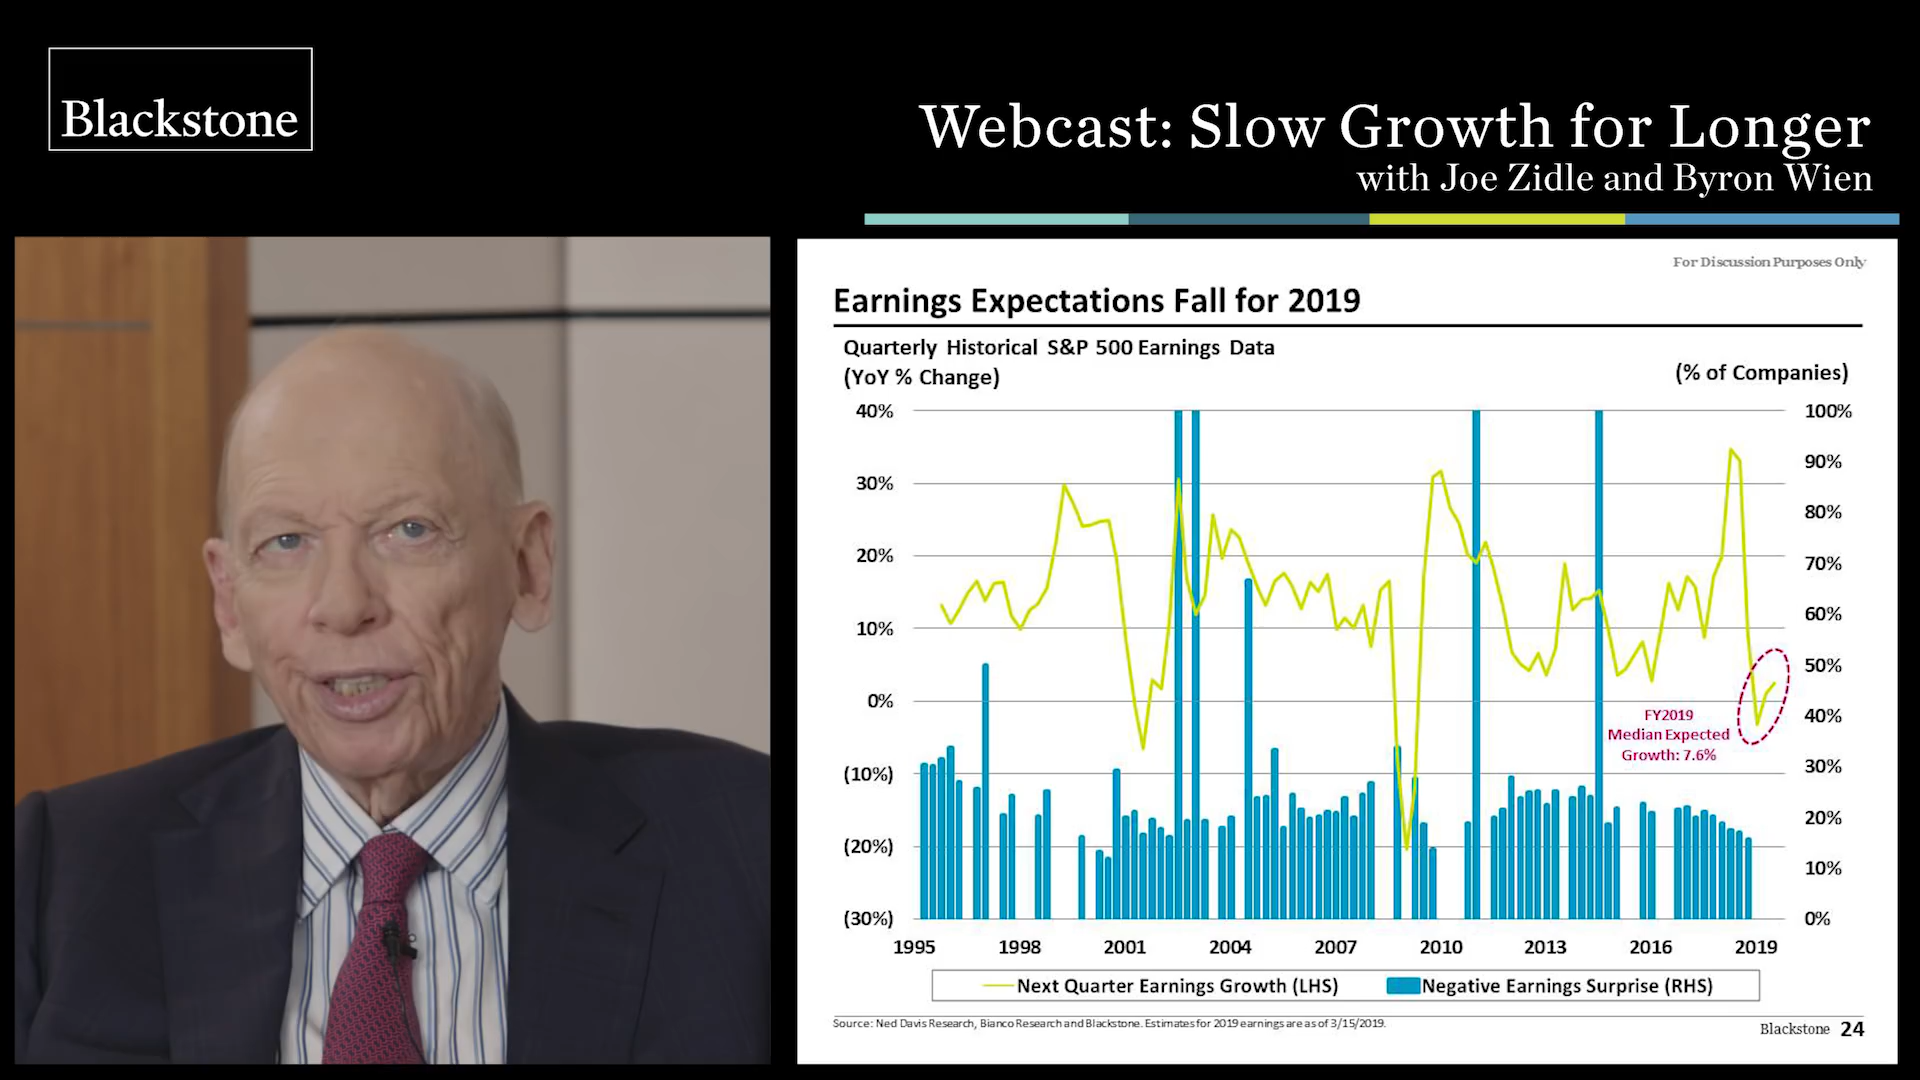 Blackstone
Webcast: Slow Growth for Longer
with Joe Zidle and Byron Wien
For Discussion Purposes Only
Earnings Expectations Fall for 2019
Quarterly Historical S&P 500 Earnings Data
(YoY % Change)
(% of Companies)
40%
30%
20%
10%
0%
(10%)
(20%)
(30%)
100%
90%
80%
70%
60%
50%
40%
30%
20%
10%
0%
FY2019
Median Expected
Growth: 7.6%
1995 1998 2001 2004 2007 2010 2013 2016 2019
Next Quarter Earnings Growth (LHS) Negative Earnings Surprise (RHS)
Source: Ned Davis Research, Bianco Research and Blackstone. Estimates for 2019 earnings are as of 3/15/2019.
Blackstone 24